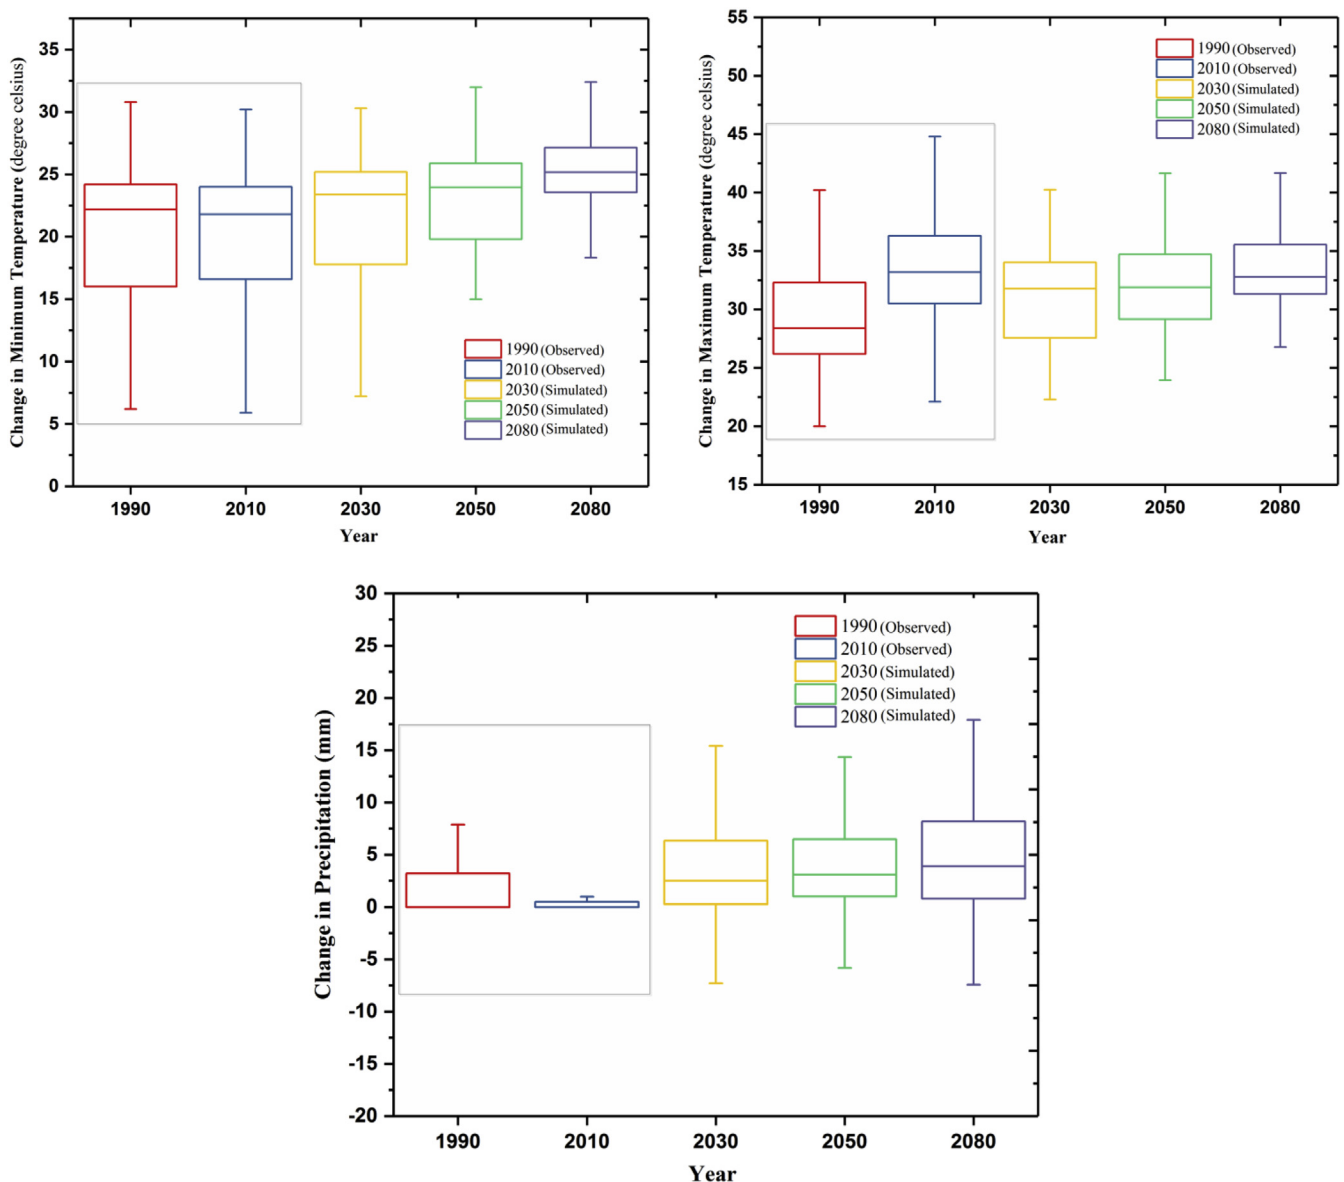 Change in Minimum Temperature (degree celsius)
35
30
25
20
15
10
5
0
1990 (Observed)
2010 (Observed)
2030 (Simulated)
2050 (Simulated)
2080 (Simulated)
1990 2010 2030 2050 2080
Year
Change in Maximum Temperature (degree celsius)
55
50
45
40
35
30
25
20
15
1990 (Observed)
2010 (Observed)
2030 (Simulated)
2050 (Simulated)
2080 (Simulated)
1990 2010 2030 2050 2080
Year
Change in Precipitation (mm)
30
25
20
15
10
5
0
-5
-10
-15
-20
1990 (Observed)
2010 (Observed)
2030 (Simulated)
2050 (Simulated)
2080 (Simulated)
1990 2010 2030 2050 2080
Year